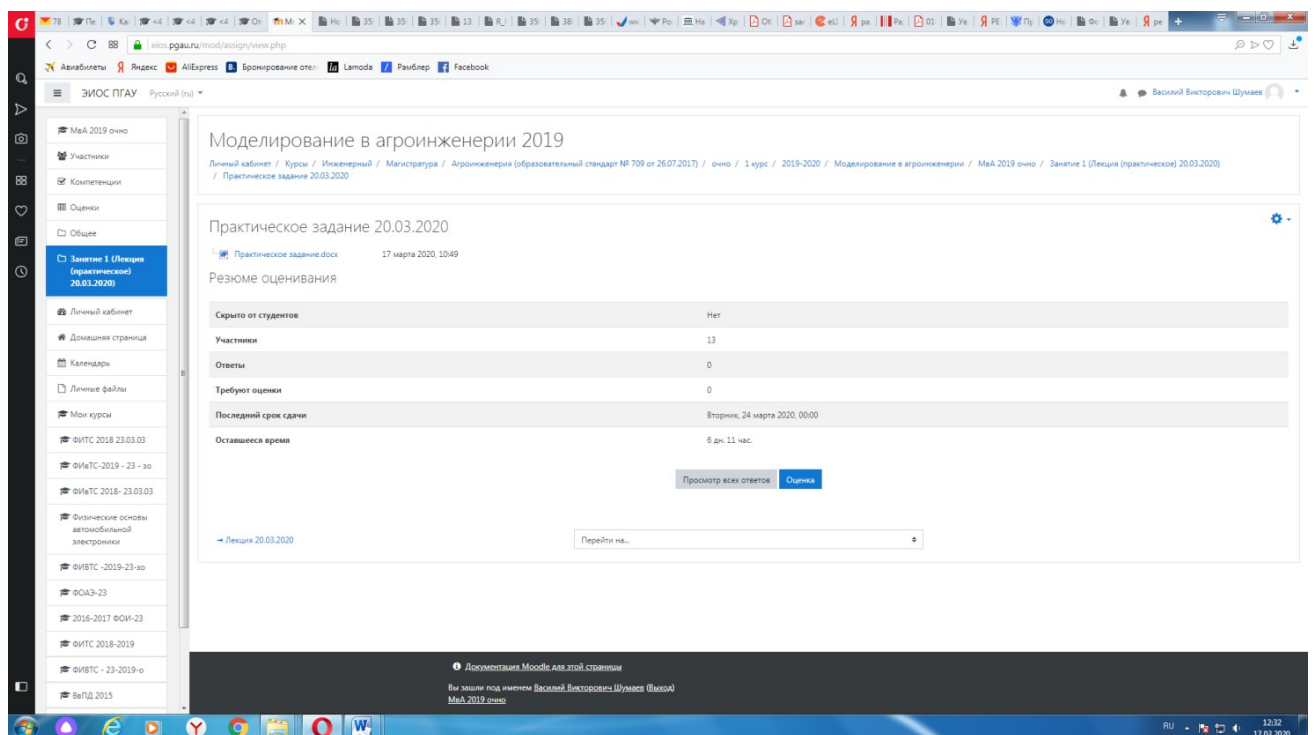 eios.pgau.ru/mod/assign/view.php
Авиабилеты Яндекс AliExpress Бронирование отел Lamoda Рамблер Facebook
ЭИОС ПГАУ Русский (ru)
Василий Викторович Шумаев
МвА 2019 очно
Участники
Компетенции
Оценки
Общее
Занятие 1 (Лекция
(практическое)
20.03.2020)
Личный кабинет
Домашняя страница
Календарь
Личные файлы
Мои курсы
ФИТС 2018 23.03.03
ФИвТС-2019 - 23 - зо
ФИвТС 2018- 23.03.03
Физические основы
автомобильной
электроники
ФИВТС -2019-23-зо
ФОАЭ-23
2016-2017 ФОИ-23
ФИТС 2018-2019
ФИВТС - 23-2019-о
ВвПД 2015
Моделирование в агроинженерии 2019
Личный кабинет / Курсы / Инженерный / Магистратура / Агроинженерия (образовательный стандарт № 709 от 26.07.2017) / очно / 1 курс / 2019-2020 / Моделирование в агроинженерии / МвА 2019 очно / Занятие 1 (Лекция (практическое) 20.03.2020)
/ Практическое задание 20.03.2020
Практическое задание 20.03.2020
Практическое задание.docx 17 марта 2020, 10:49
Резюме оценивания
Скрыто от студентов Нет
Участники 13
Ответы 0
Требуют оценки 0
Последний срок сдачи Вторник, 24 марта 2020, 00:00
Оставшееся время 6 дн. 11 час.
Просмотр всех ответов Оценка
→ Лекция 20.03.2020 Перейти на...
Документация Moodle для этой страницы
Вы зашли под именем Василий Викторович Шумаев (Выход)
МвА 2019 очно
RU 12:32
17.03.2020